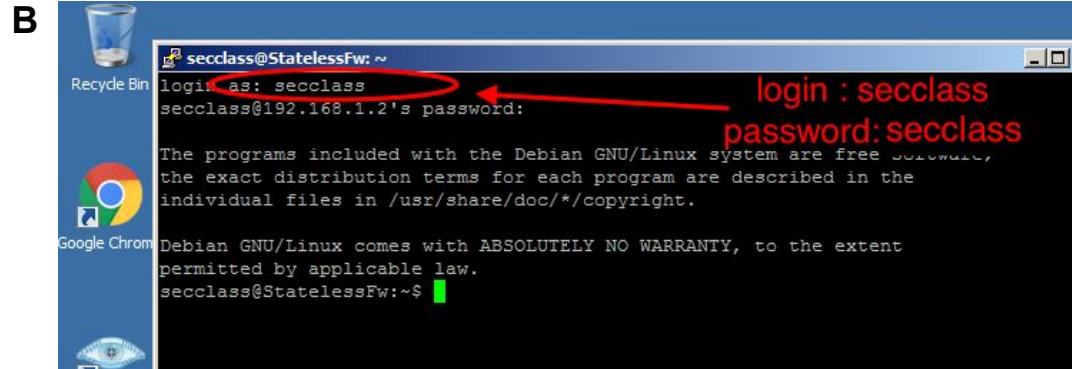 B
secclass@StatelessFw: ~
Recycle Bin
login as: secclass
login : secclass
secclass@192.168.1.2's password:
password: secclass
The programs included with the Debian GNU/Linux system are free software,
the exact distribution terms for each program are described in the
individual files in /usr/share/doc/*/copyright.
Google Chrom
Debian GNU/Linux comes with ABSOLUTELY NO WARRANTY, to the extent
permitted by applicable law.
secclass@StatelessFw:~$